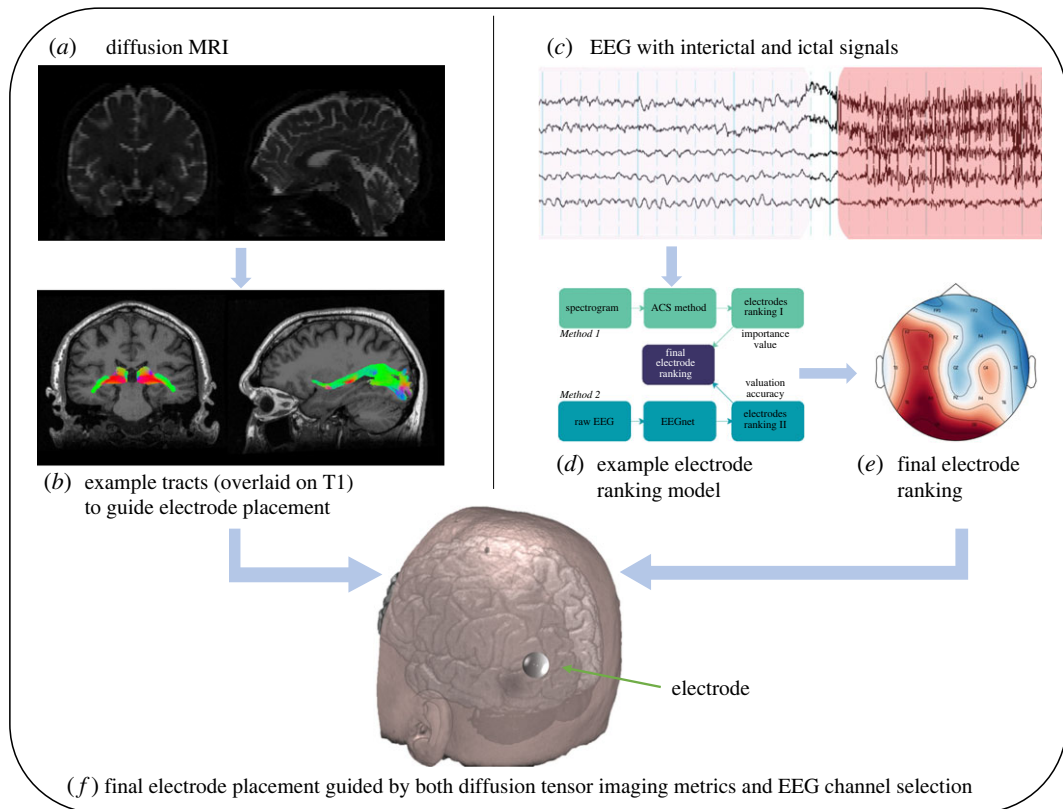 (a) diffusion MRI
(b) example tracts (overlaid on T1)
to guide electrode placement
(c) EEG with interictal and ictal signals
spectrogram
ACS method
electrodes
ranking I
Method 1
importance
value
final
electrode
ranking
Method 2
valuation
accuracy
raw EEG
EEGnet
electrodes
ranking II
(d) example electrode
ranking model
(e) final electrode
ranking
electrode
(f) final electrode placement guided by both diffusion tensor imaging metrics and EEG channel selection